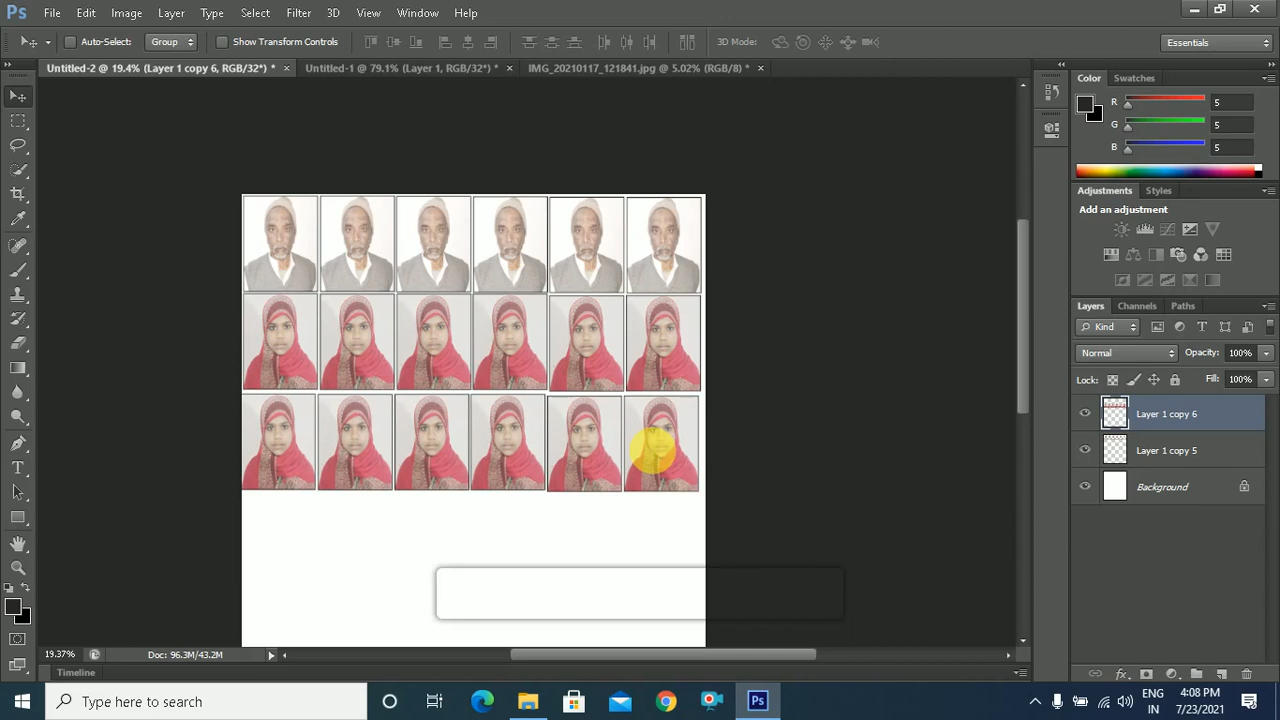 Ps File Edit Image Layer Type Select Filter 3D View Window Help
Auto-Select: Group Show Transform Controls 3D Mode: Essentials
Untitled-2 @ 19.4% (Layer 1 copy 6, RGB/32*) * × Untitled-1 @ 79.1% (Layer 1, RGB/32*) * × IMG_20210117_121841.jpg @ 5.02% (RGB/8) * ×
Color Swatches
R 5
G 5
B 5
Adjustments Styles
Add an adjustment
Layers Channels Paths
Kind
Normal Opacity: 100%
Lock: Fill: 100%
Layer 1 copy 6
Layer 1 copy 5
Background
19.37% Doc: 96.3M/43.2M
Timeline
Type here to search
Ps
ENG
IN
4:08 PM
7/23/2021